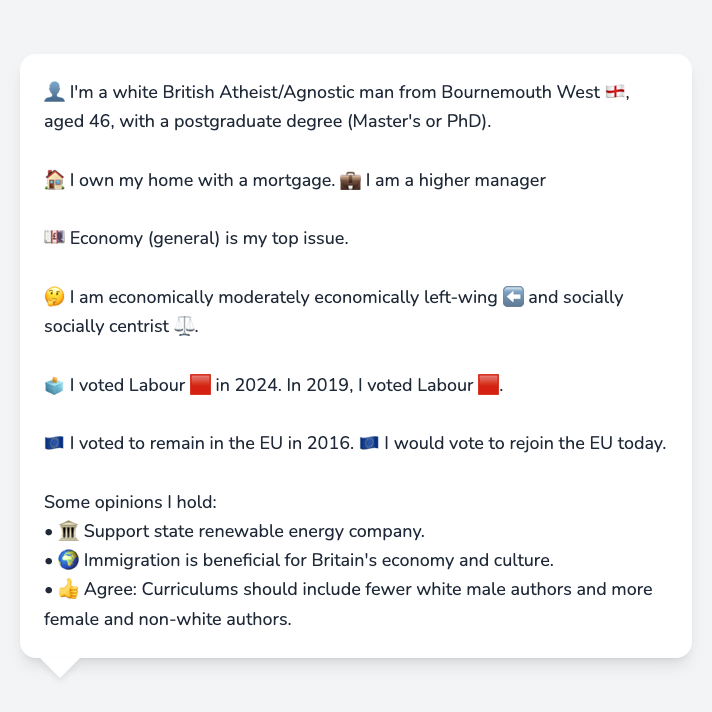 👤 I'm a white British Atheist/Agnostic man from Bournemouth West 🏴󠁧󠁢󠁥󠁮󠁧󠁿,
aged 46, with a postgraduate degree (Master's or PhD).
🏠 I own my home with a mortgage. 💼 I am a higher manager
💷 Economy (general) is my top issue.
🤔 I am economically moderately economically left-wing ⬅️ and socially
socially centrist ⚖️.
🗳️ I voted Labour 🟥 in 2024. In 2019, I voted Labour 🟥.
🇪🇺 I voted to remain in the EU in 2016. 🇪🇺 I would vote to rejoin the EU today.
Some opinions I hold:
• 🏛️ Support state renewable energy company.
• 🌍 Immigration is beneficial for Britain's economy and culture.
• 👍 Agree: Curriculums should include fewer white male authors and more
female and non-white authors.